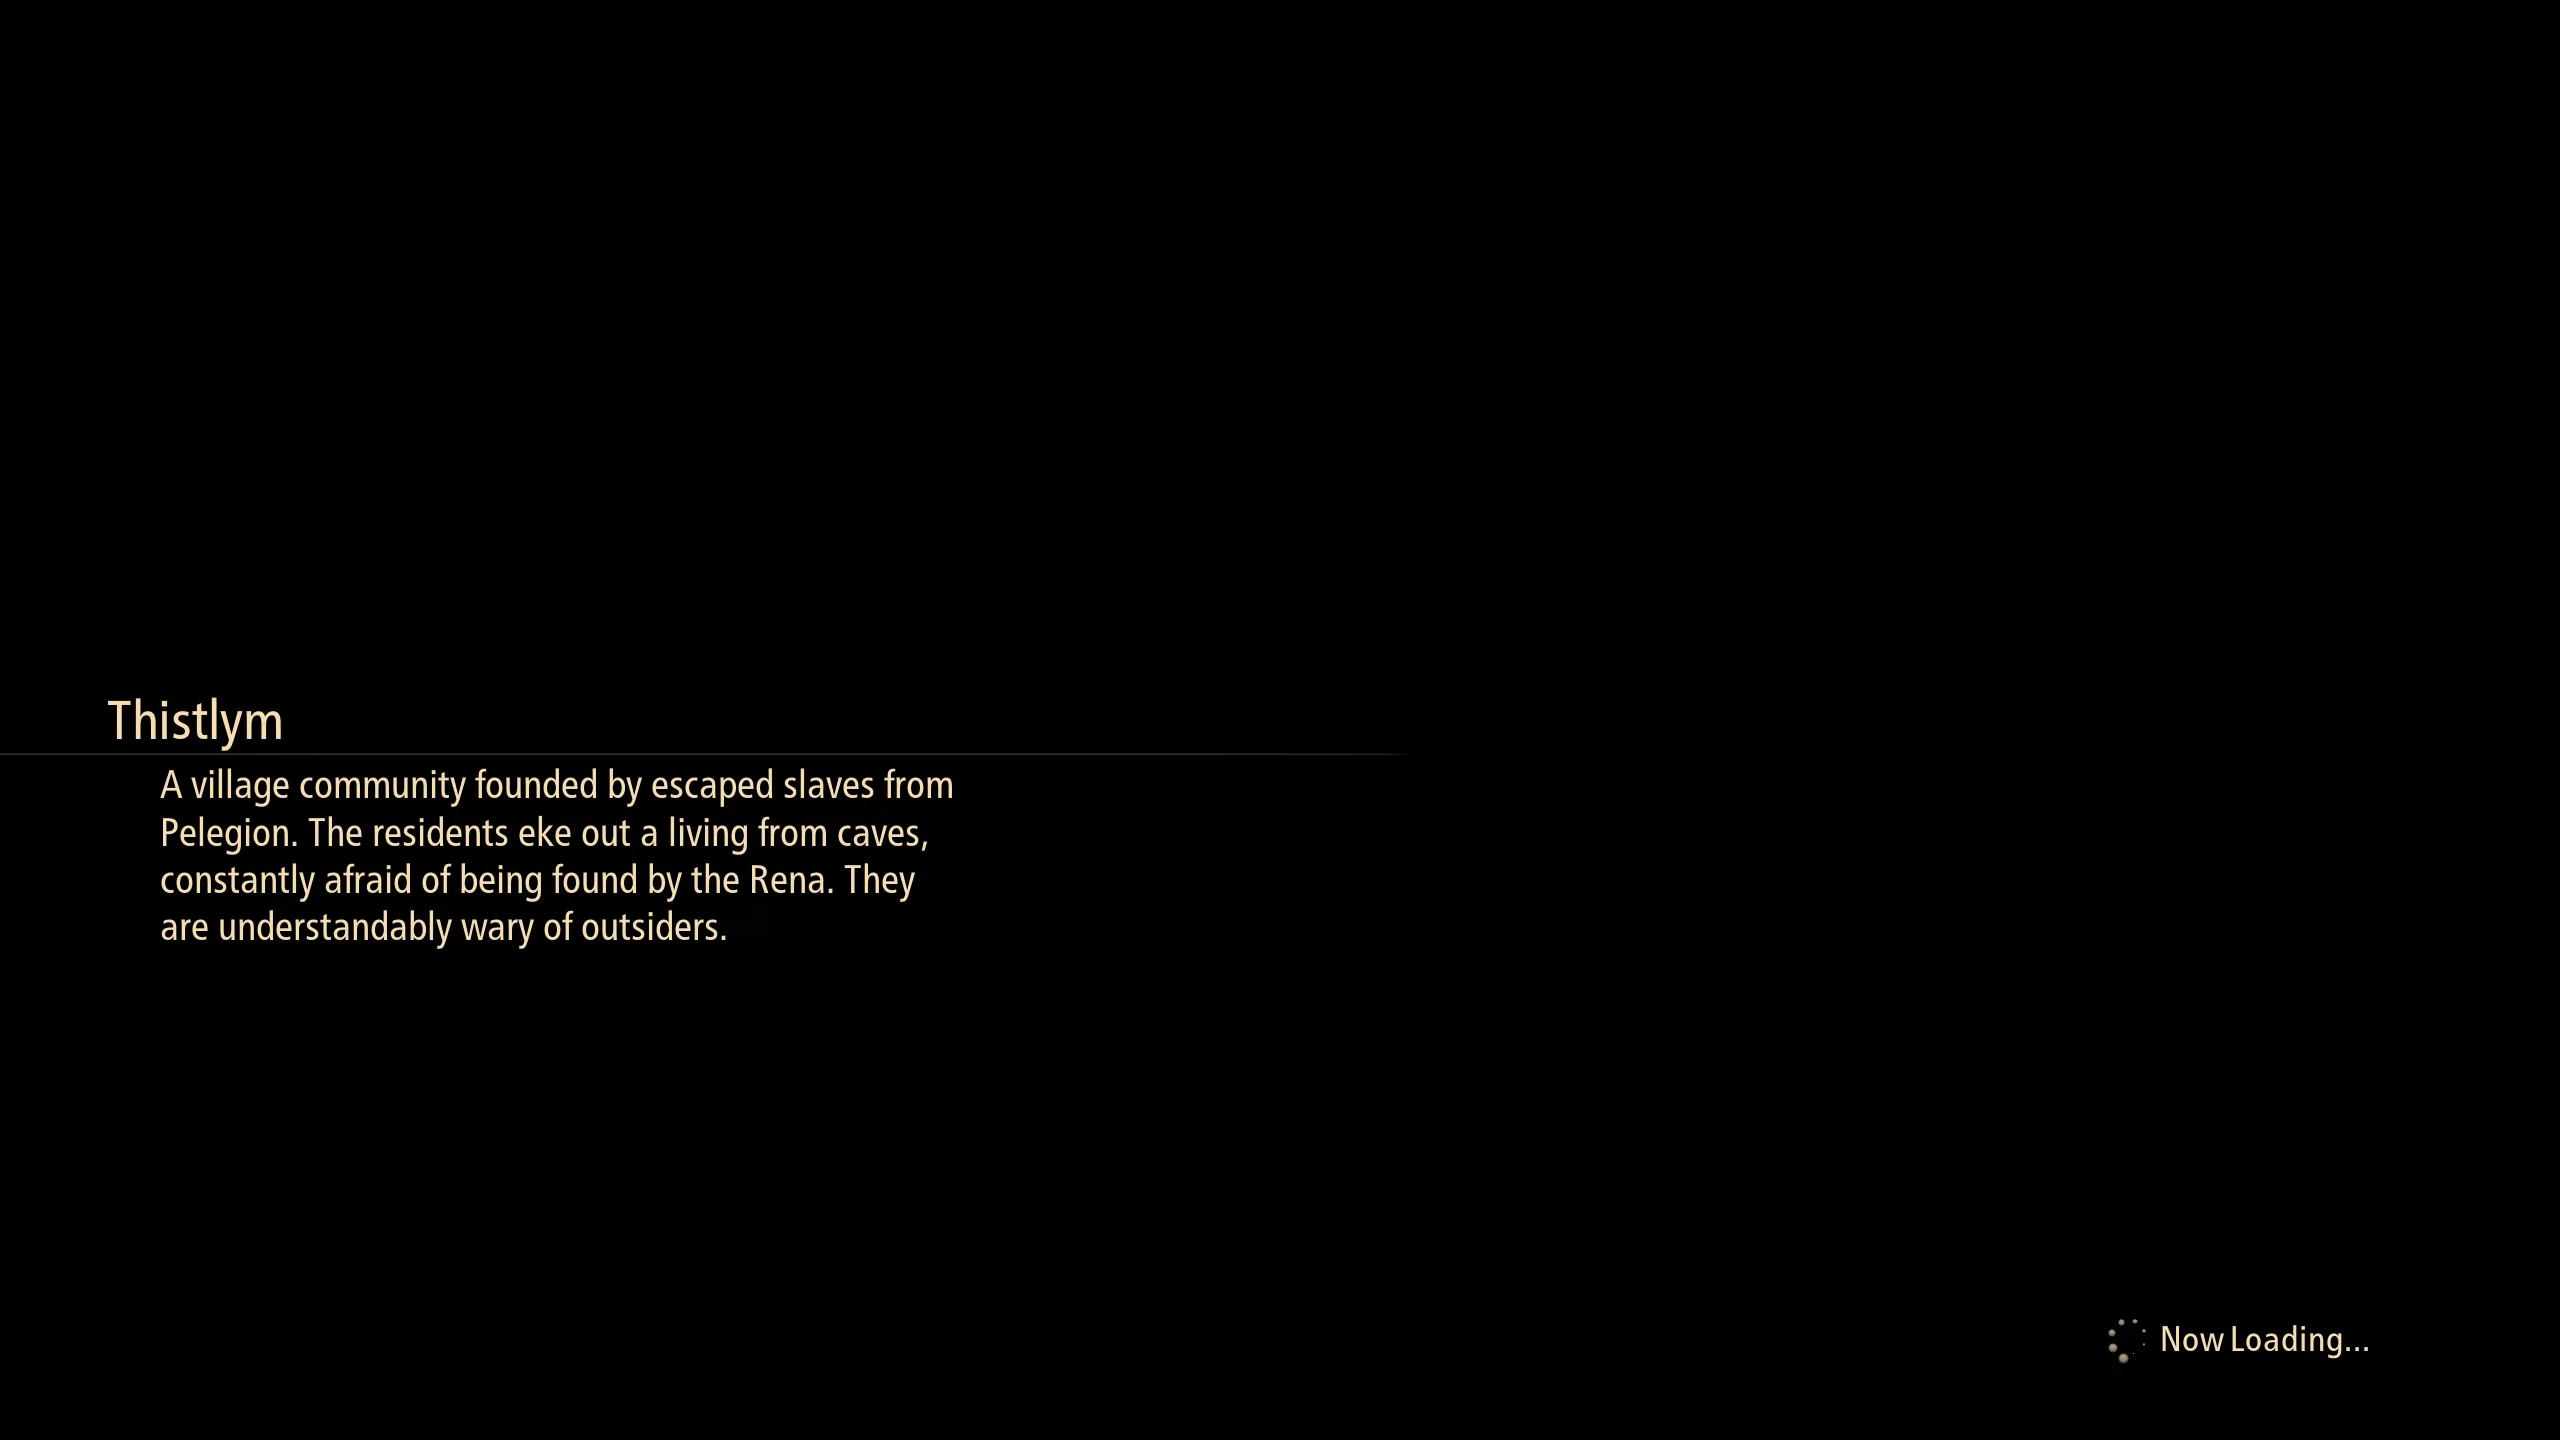 Thistlym
A village community founded by escaped slaves from
Pelegion. The residents eke out a living from caves,
constantly afraid of being found by the Rena. They
are understandably wary of outsiders.
Now Loading...